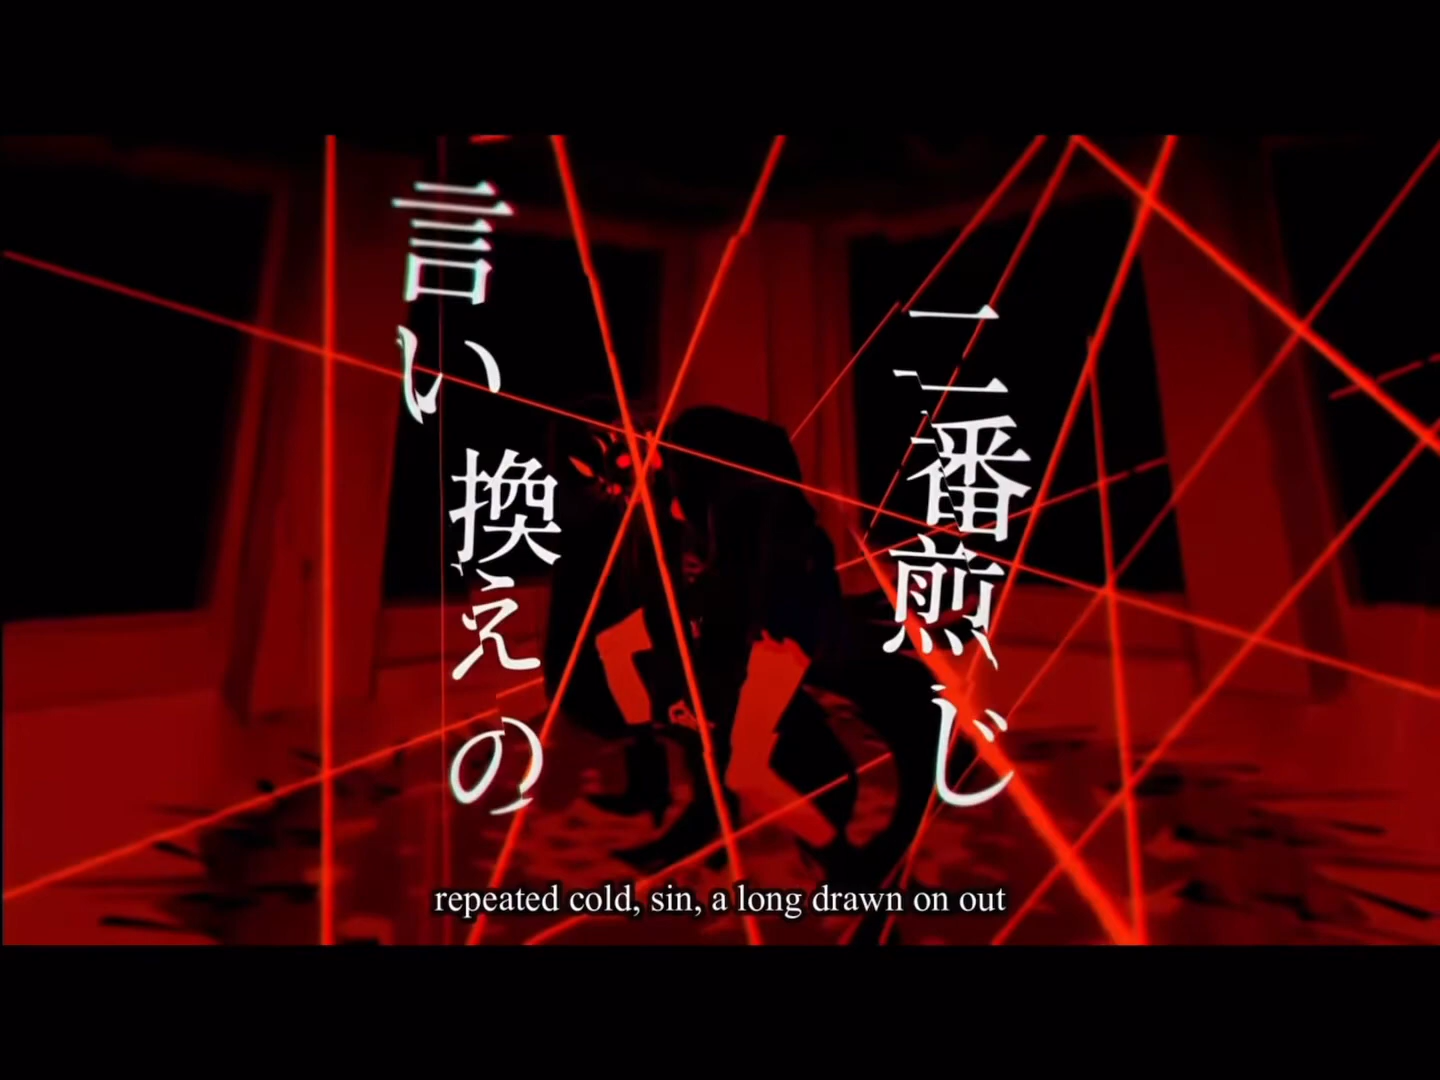 二番煎じ
言い換えの
repeated cold, sin, a long drawn on out